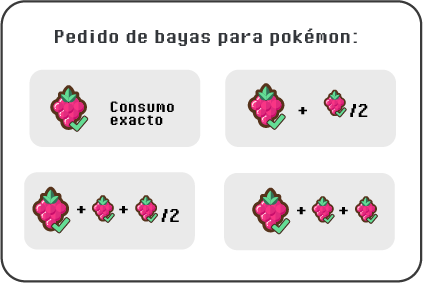 Pedido de bayas para pokémon:
Consumo
exacto
+ /2
+ + /2
+ +